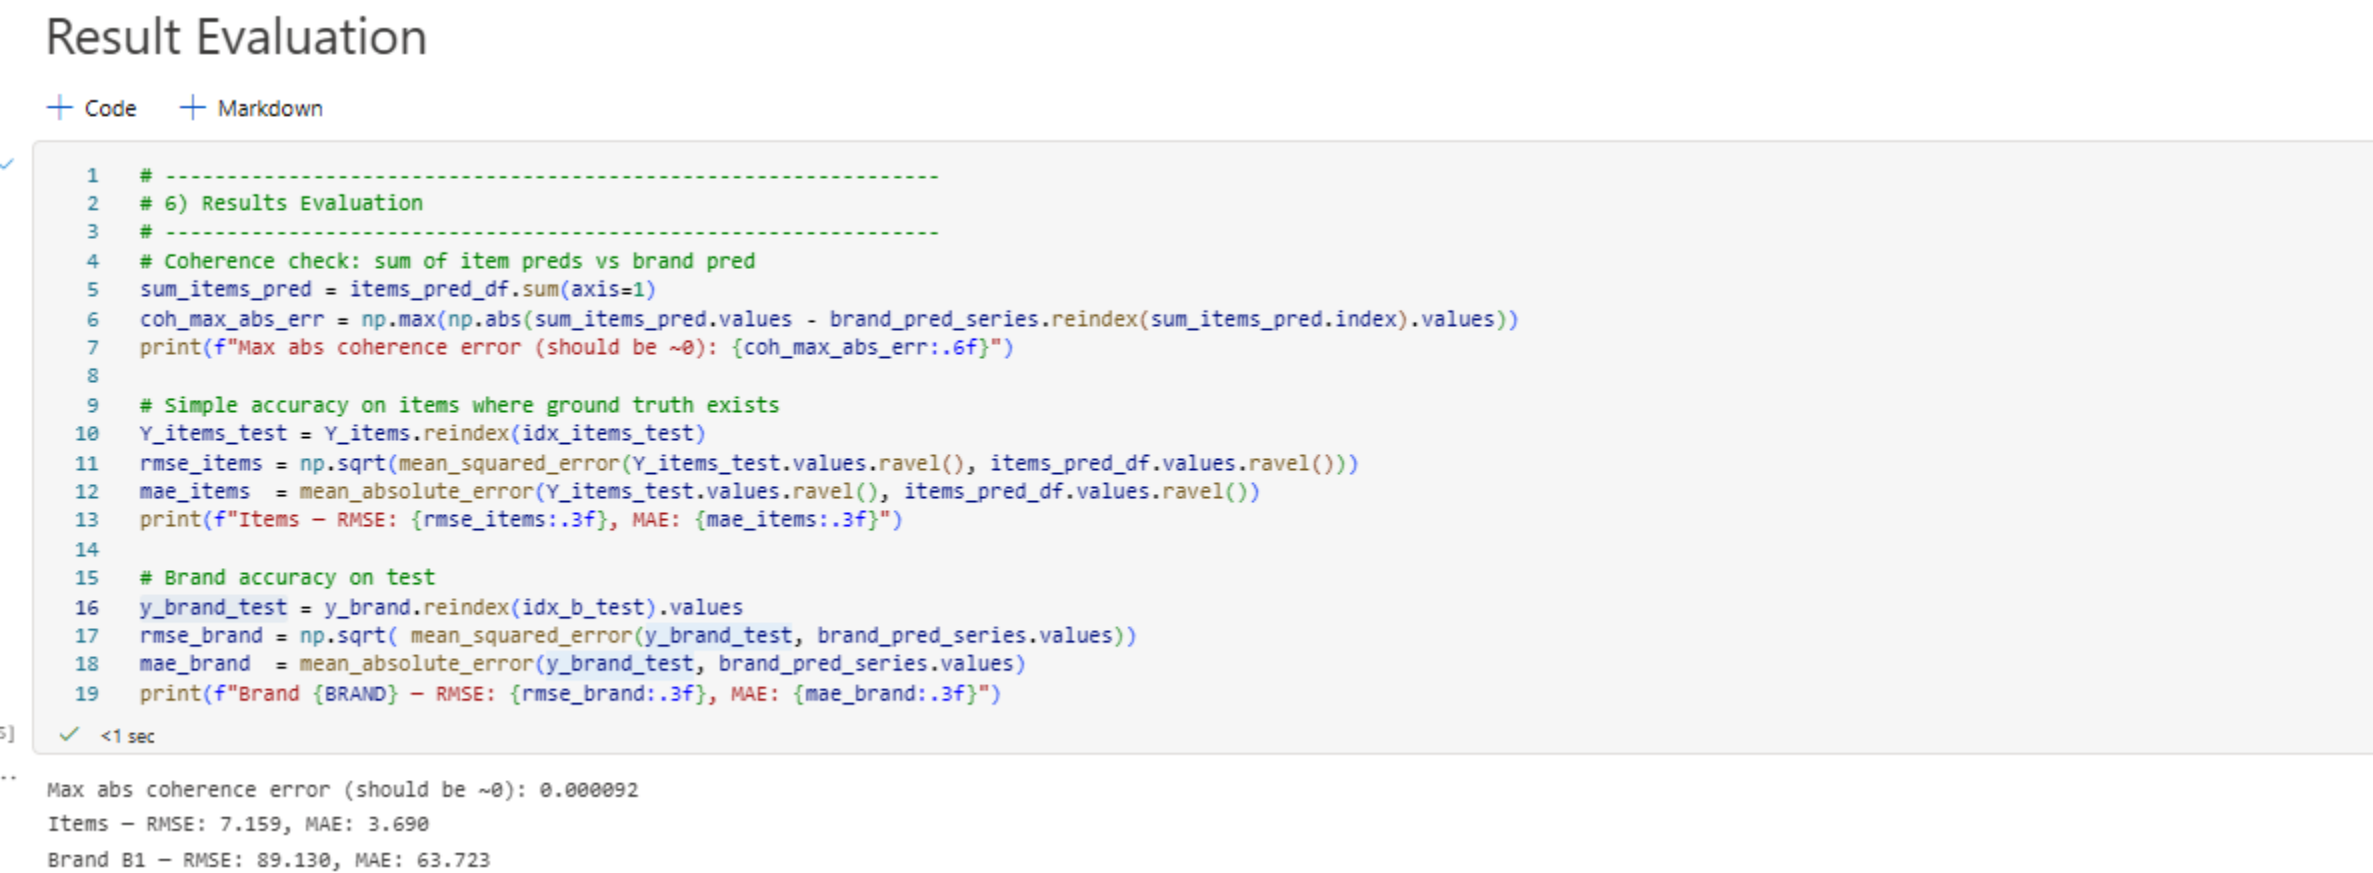 Result Evaluation
+ Code + Markdown
1 # ---------------------------------------------------------------
2 # 6) Results Evaluation
3 # ---------------------------------------------------------------
4 # Coherence check: sum of item preds vs brand pred
5 sum_items_pred = items_pred_df.sum(axis=1)
6 coh_max_abs_err = np.max(np.abs(sum_items_pred.values - brand_pred_series.reindex(sum_items_pred.index).values))
7 print(f"Max abs coherence error (should be ~0): {coh_max_abs_err:.6f}")
8
9 # Simple accuracy on items where ground truth exists
10 Y_items_test = Y_items.reindex(idx_items_test)
11 rmse_items = np.sqrt(mean_squared_error(Y_items_test.values.ravel(), items_pred_df.values.ravel()))
12 mae_items  = mean_absolute_error(Y_items_test.values.ravel(), items_pred_df.values.ravel())
13 print(f"Items — RMSE: {rmse_items:.3f}, MAE: {mae_items:.3f}")
14
15 # Brand accuracy on test
16 y_brand_test = y_brand.reindex(idx_b_test).values
17 rmse_brand = np.sqrt( mean_squared_error(y_brand_test, brand_pred_series.values))
18 mae_brand  = mean_absolute_error(y_brand_test, brand_pred_series.values)
19 print(f"Brand {BRAND} — RMSE: {rmse_brand:.3f}, MAE: {mae_brand:.3f}")
<1 sec
Max abs coherence error (should be ~0): 0.000092
Items — RMSE: 7.159, MAE: 3.690
Brand B1 — RMSE: 89.130, MAE: 63.723